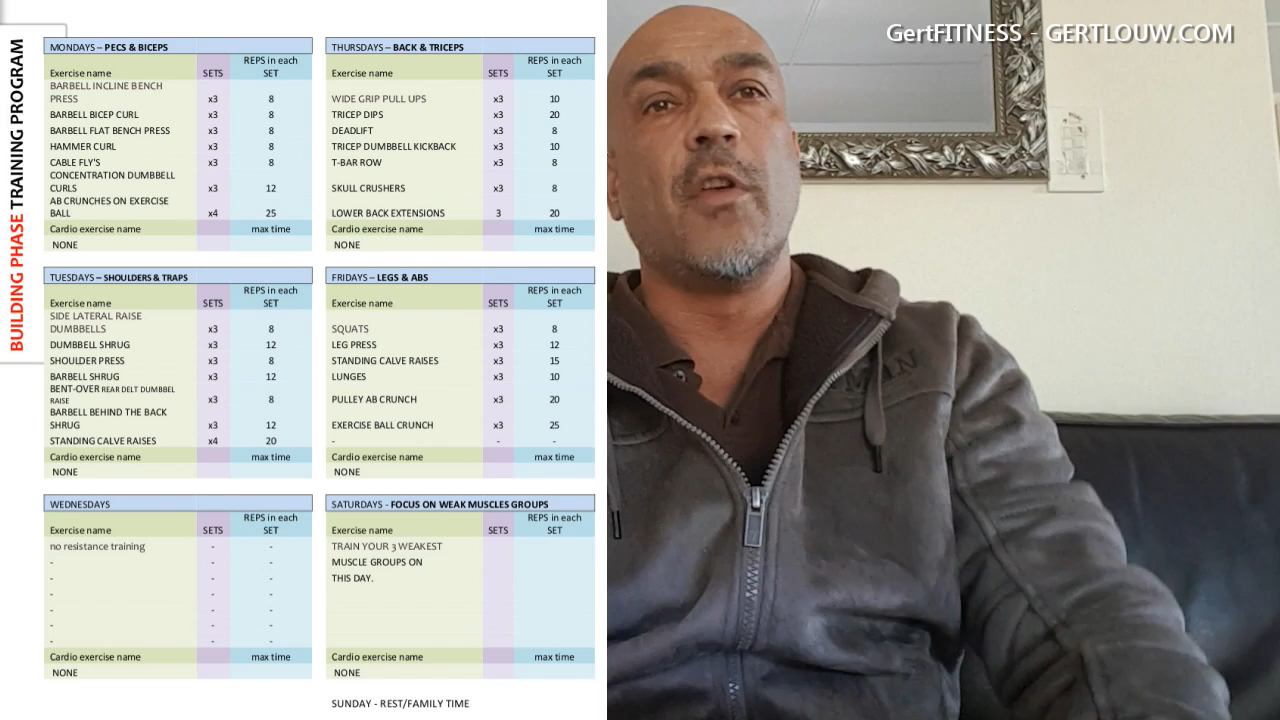 BUILDING PHASE TRAINING PROGRAM
MONDAYS – PECS & BICEPS
Exercise name SETS REPS in each SET
BARBELL INCLINE BENCH
PRESS x3 8
BARBELL BICEP CURL x3 8
BARBELL FLAT BENCH PRESS x3 8
HAMMER CURL x3 8
CABLE FLY'S x3 8
CONCENTRATION DUMBBELL
CURLS x3 12
AB CRUNCHES ON EXERCISE
BALL x4 25
Cardio exercise name max time
NONE
TUESDAYS – SHOULDERS & TRAPS
Exercise name SETS REPS in each SET
SIDE LATERAL RAISE
DUMBBELLS x3 8
DUMBBELL SHRUG x3 12
SHOULDER PRESS x3 8
BARBELL SHRUG x3 12
BENT-OVER REAR DELT DUMBBEL
RAISE x3 8
BARBELL BEHIND THE BACK
SHRUG x3 12
STANDING CALVE RAISES x4 20
Cardio exercise name max time
NONE
WEDNESDAYS
Exercise name SETS REPS in each SET
no resistance training - -
- - -
- - -
- - -
- - -
- - -
- - -
Cardio exercise name max time
NONE
THURSDAYS – BACK & TRICEPS
Exercise name SETS REPS in each SET
WIDE GRIP PULL UPS x3 10
TRICEP DIPS x3 20
DEADLIFT x3 8
TRICEP DUMBBELL KICKBACK x3 10
T-BAR ROW x3 8
SKULL CRUSHERS x3 8
LOWER BACK EXTENSIONS 3 20
Cardio exercise name max time
NONE
FRIDAYS – LEGS & ABS
Exercise name SETS REPS in each SET
SQUATS x3 8
LEG PRESS x3 12
STANDING CALVE RAISES x3 15
LUNGES x3 10
PULLEY AB CRUNCH x3 20
EXERCISE BALL CRUNCH x3 25
- - -
Cardio exercise name max time
NONE
SATURDAYS - FOCUS ON WEAK MUSCLES GROUPS
Exercise name SETS REPS in each SET
TRAIN YOUR 3 WEAKEST
MUSCLE GROUPS ON
THIS DAY.
Cardio exercise name max time
NONE
SUNDAY - REST/FAMILY TIME
GertFITNESS - GERTLOUW.COM